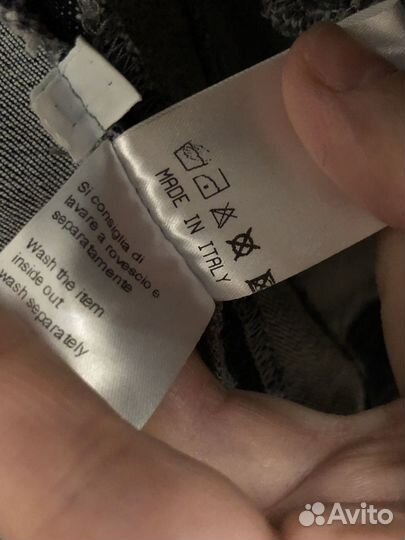 Si consiglia di
lavare a rovescio e
separatamente
Wash the item
inside out
wash separately
MADE IN ITALY
Avito